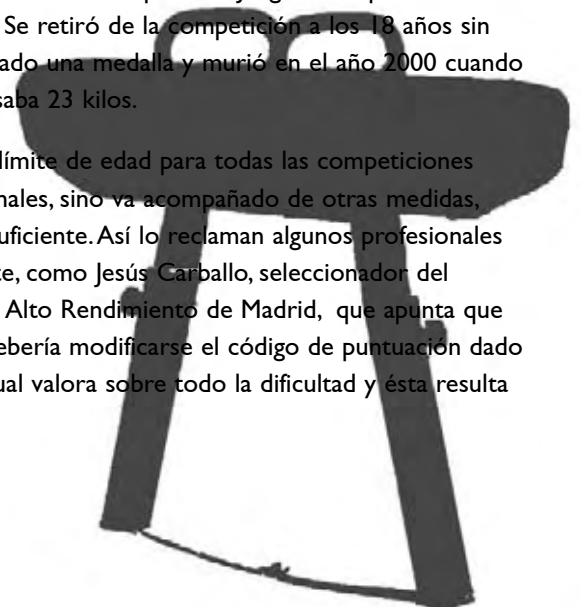 Se retiró de la competición a los 18 años sin
ado una medalla y murió en el año 2000 cuando
saba 23 kilos.
límite de edad para todas las competiciones
nales, sino va acompañado de otras medidas,
uficiente. Así lo reclaman algunos profesionales
te, como Jesús Carballo, seleccionador del
Alto Rendimiento de Madrid, que apunta que
ebería modificarse el código de puntuación dado
ual valora sobre todo la dificultad y ésta resulta